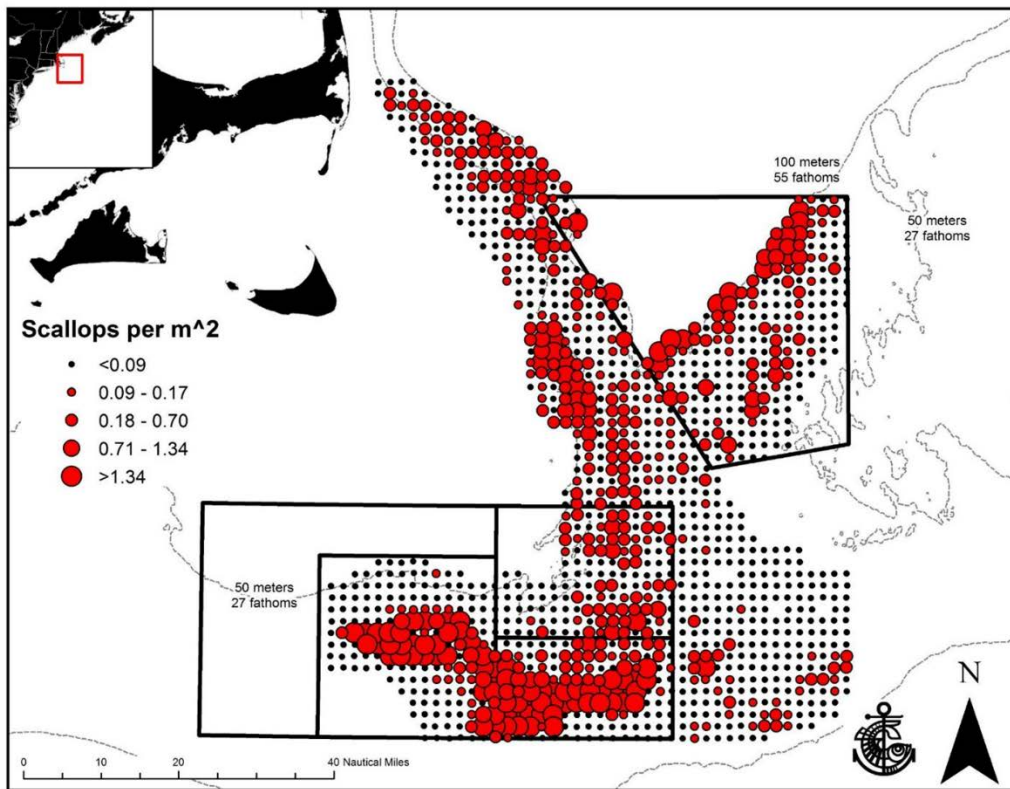 100 meters
55 fathoms
50 meters
27 fathoms
Scallops per m^2
<0.09
0.09 - 0.17
0.18 - 0.70
0.71 - 1.34
>1.34
50 meters
27 fathoms
N
0 10 20 40 Nautical Miles